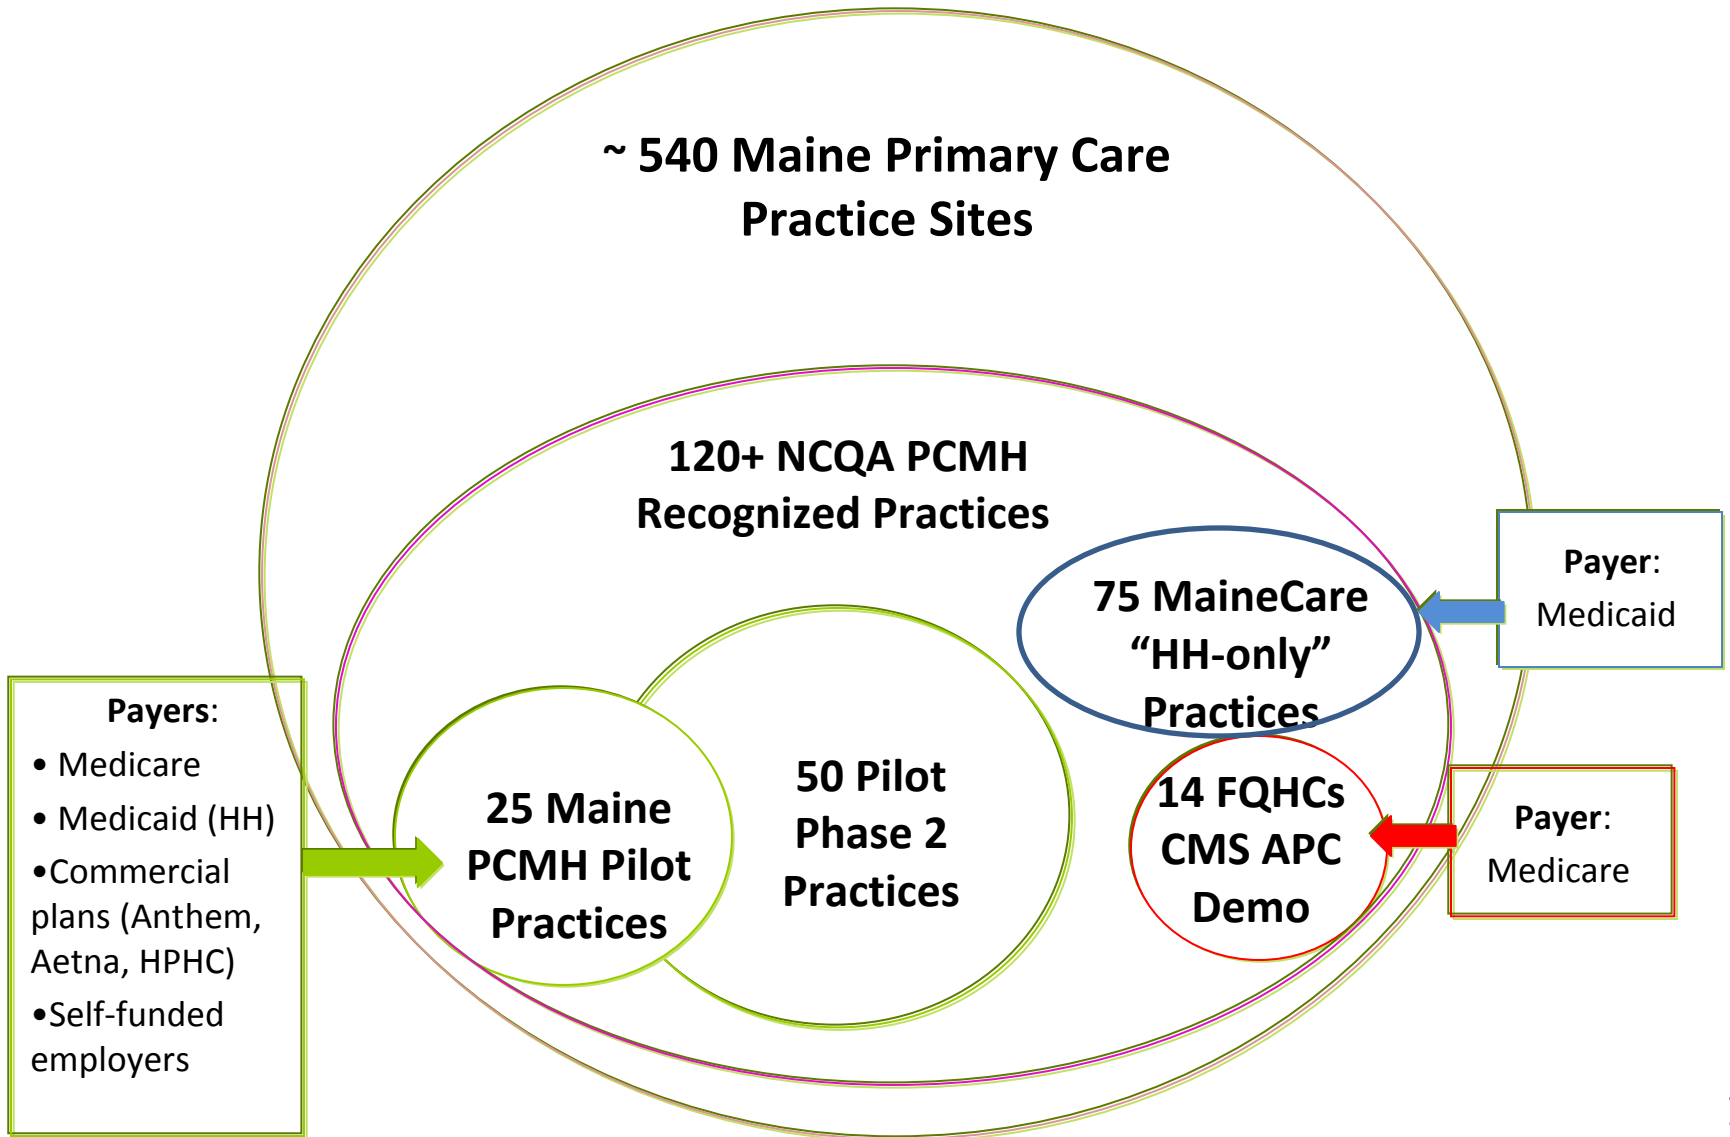 ~ 540 Maine Primary Care
Practice Sites
120+ NCQA PCMH
Recognized Practices
75 MaineCare
“HH-only”
Practices
Payer:
Medicaid
Payers:
• Medicare
• Medicaid (HH)
•Commercial
plans (Anthem,
Aetna, HPHC)
•Self-funded
employers
25 Maine
PCMH Pilot
Practices
50 Pilot
Phase 2
Practices
14 FQHCs
CMS APC
Demo
Payer:
Medicare